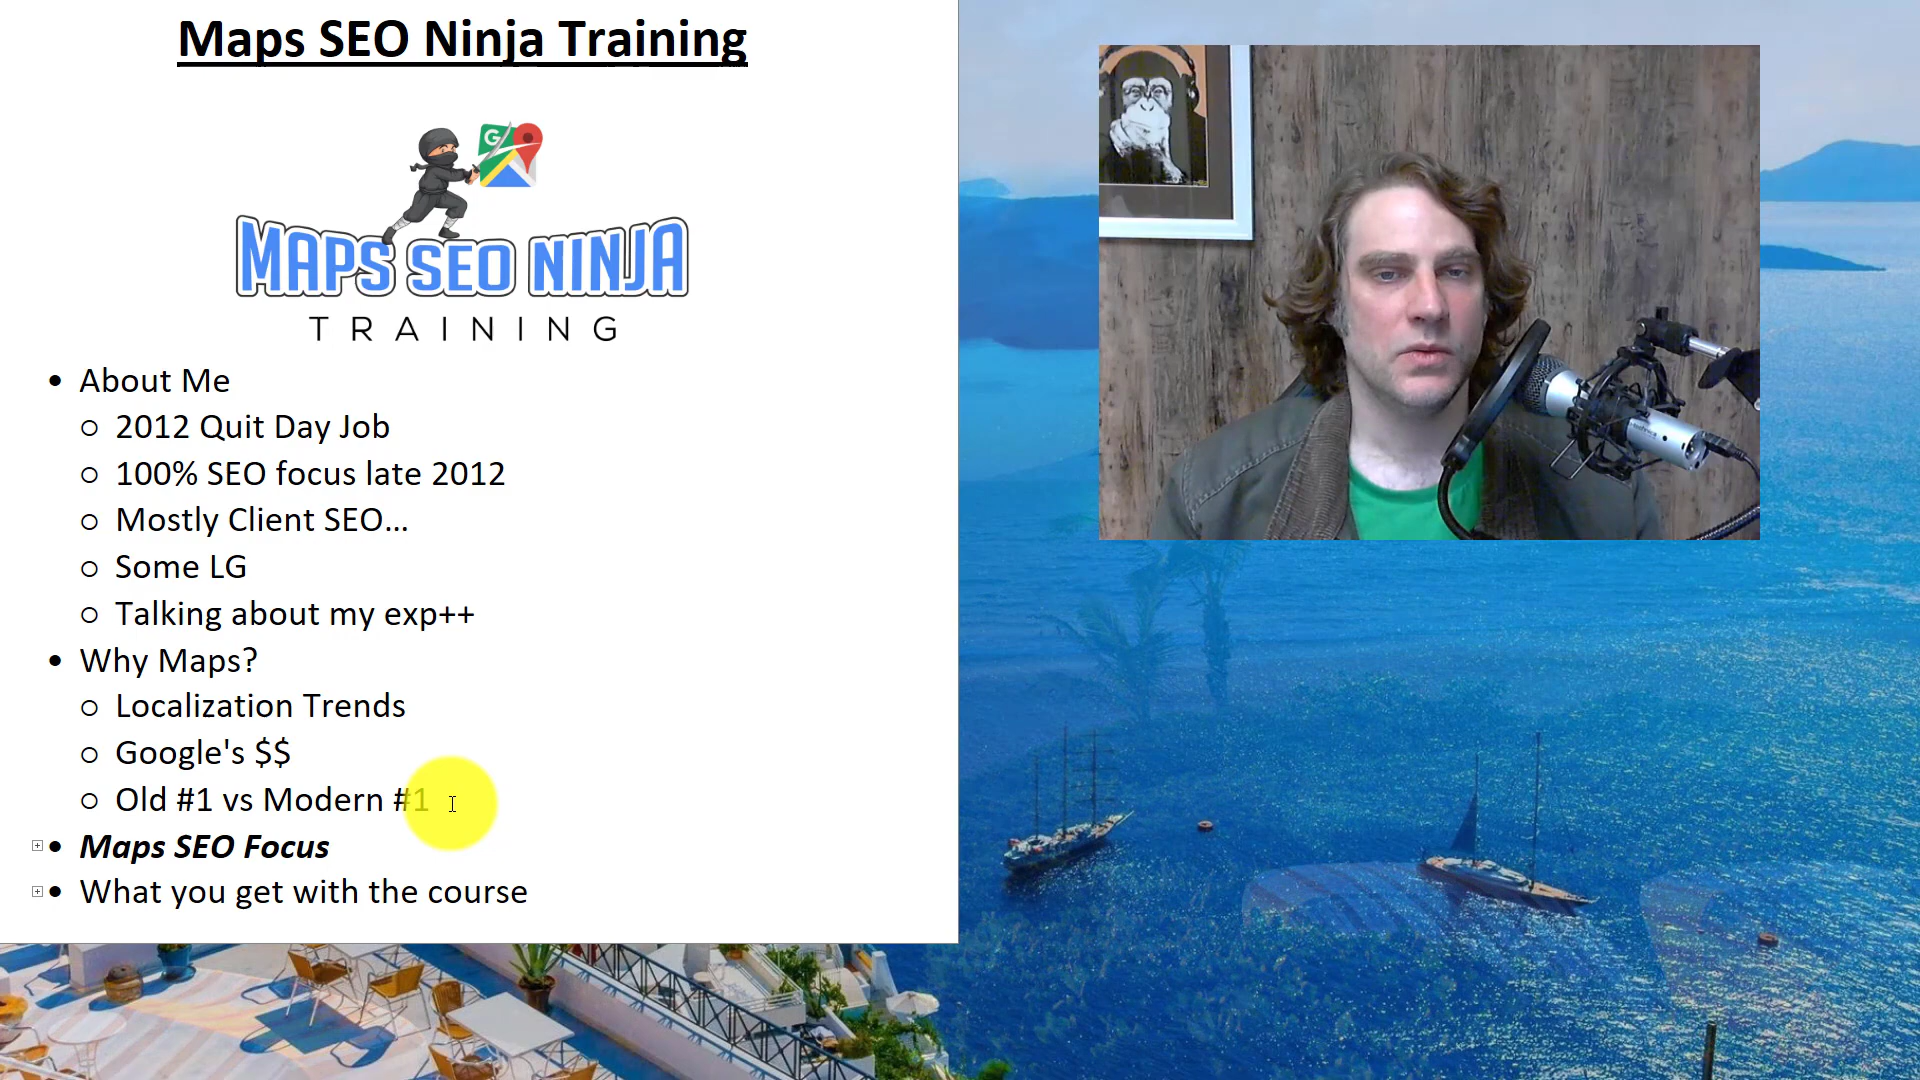 Maps SEO Ninja Training
G
MAPS SEO NINJA
TRAINING
• About Me
○ 2012 Quit Day Job
○ 100% SEO focus late 2012
○ Mostly Client SEO...
○ Some LG
○ Talking about my exp++
• Why Maps?
○ Localization Trends
○ Google's $$
○ Old #1 vs Modern #1
• Maps SEO Focus
• What you get with the course